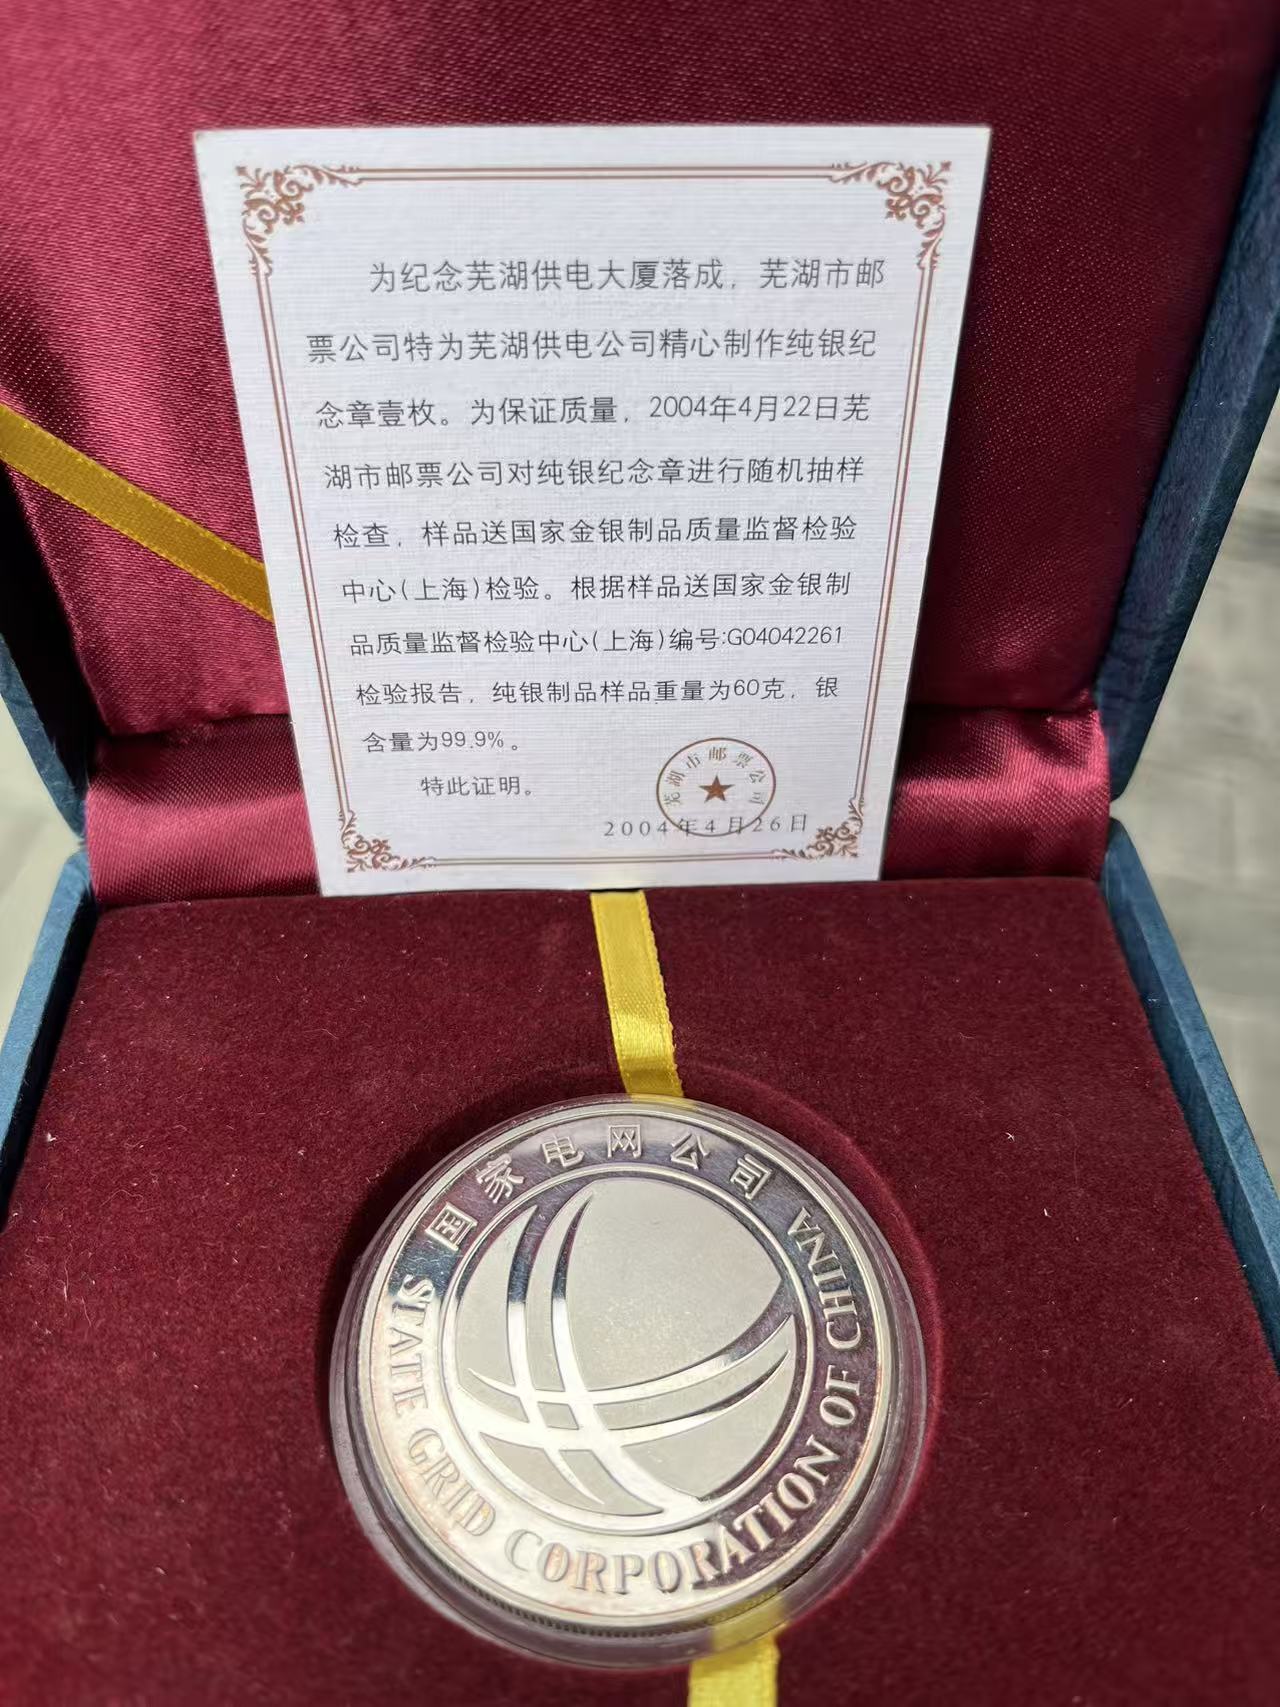 为纪念芜湖供电大厦落成，芜湖市邮
票公司特为芜湖供电公司精心制作纯银纪
念章壹枚。为保证质量，2004年4月22日芜
湖市邮票公司对纯银纪念章进行随机抽样
检查，样品送国家金银制品质量监督检验
中心(上海)检验。根据样品送国家金银制
品质量监督检验中心(上海)编号:G04042261
检验报告，纯银制品样品重量为60克，银
含量为99.9%。
特此证明。
芜湖市邮票公司
2004年4月26日
国家电网公司
STATE GRID CORPORATION OF CHINA